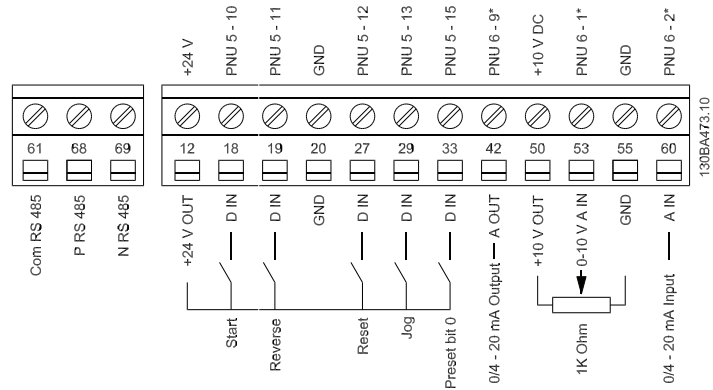 +24 V
PNU 5 - 10
PNU 5 - 11
GND
PNU 5 - 12
PNU 5 - 13
PNU 5 - 15
PNU 6 - 9*
+10 V DC
PNU 6 - 1*
GND
PNU 6 - 2*
61 68 69
12 18 19 20 27 29 33 42 50 53 55 60
130BA473.10
Com RS 485
P RS 485
N RS 485
+24 V OUT
D IN
D IN
GND
D IN
D IN
D IN
0/4 - 20 mA Output — A OUT
+10 V OUT
0-10 V A IN
GND
0/4 - 20 mA Input — A IN
Start
Reverse
Reset
Jog
Preset bit 0
1K Ohm